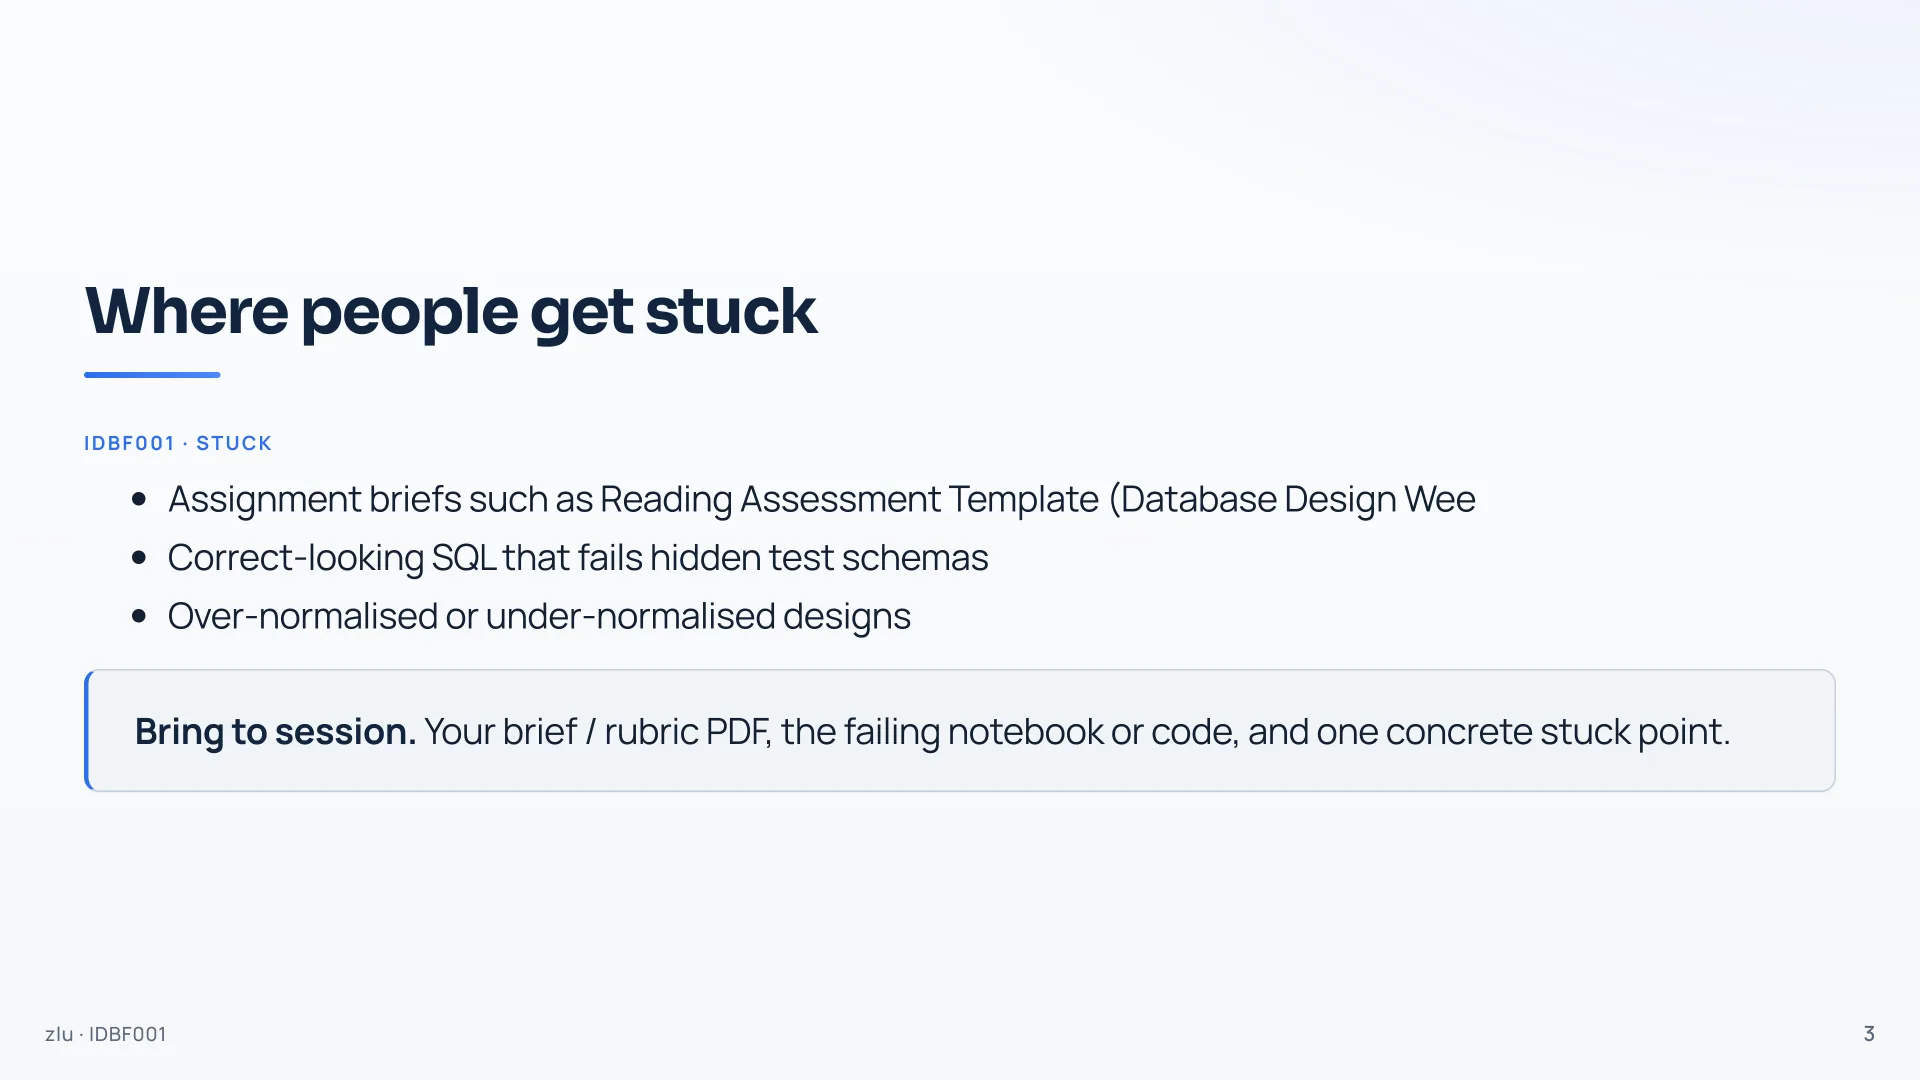 Where people get stuck
IDBF001 · STUCK
• Assignment briefs such as Reading Assessment Template (Database Design Wee
• Correct-looking SQL that fails hidden test schemas
• Over-normalised or under-normalised designs
Bring to session. Your brief / rubric PDF, the failing notebook or code, and one concrete stuck point.
zlu · IDBF001
3